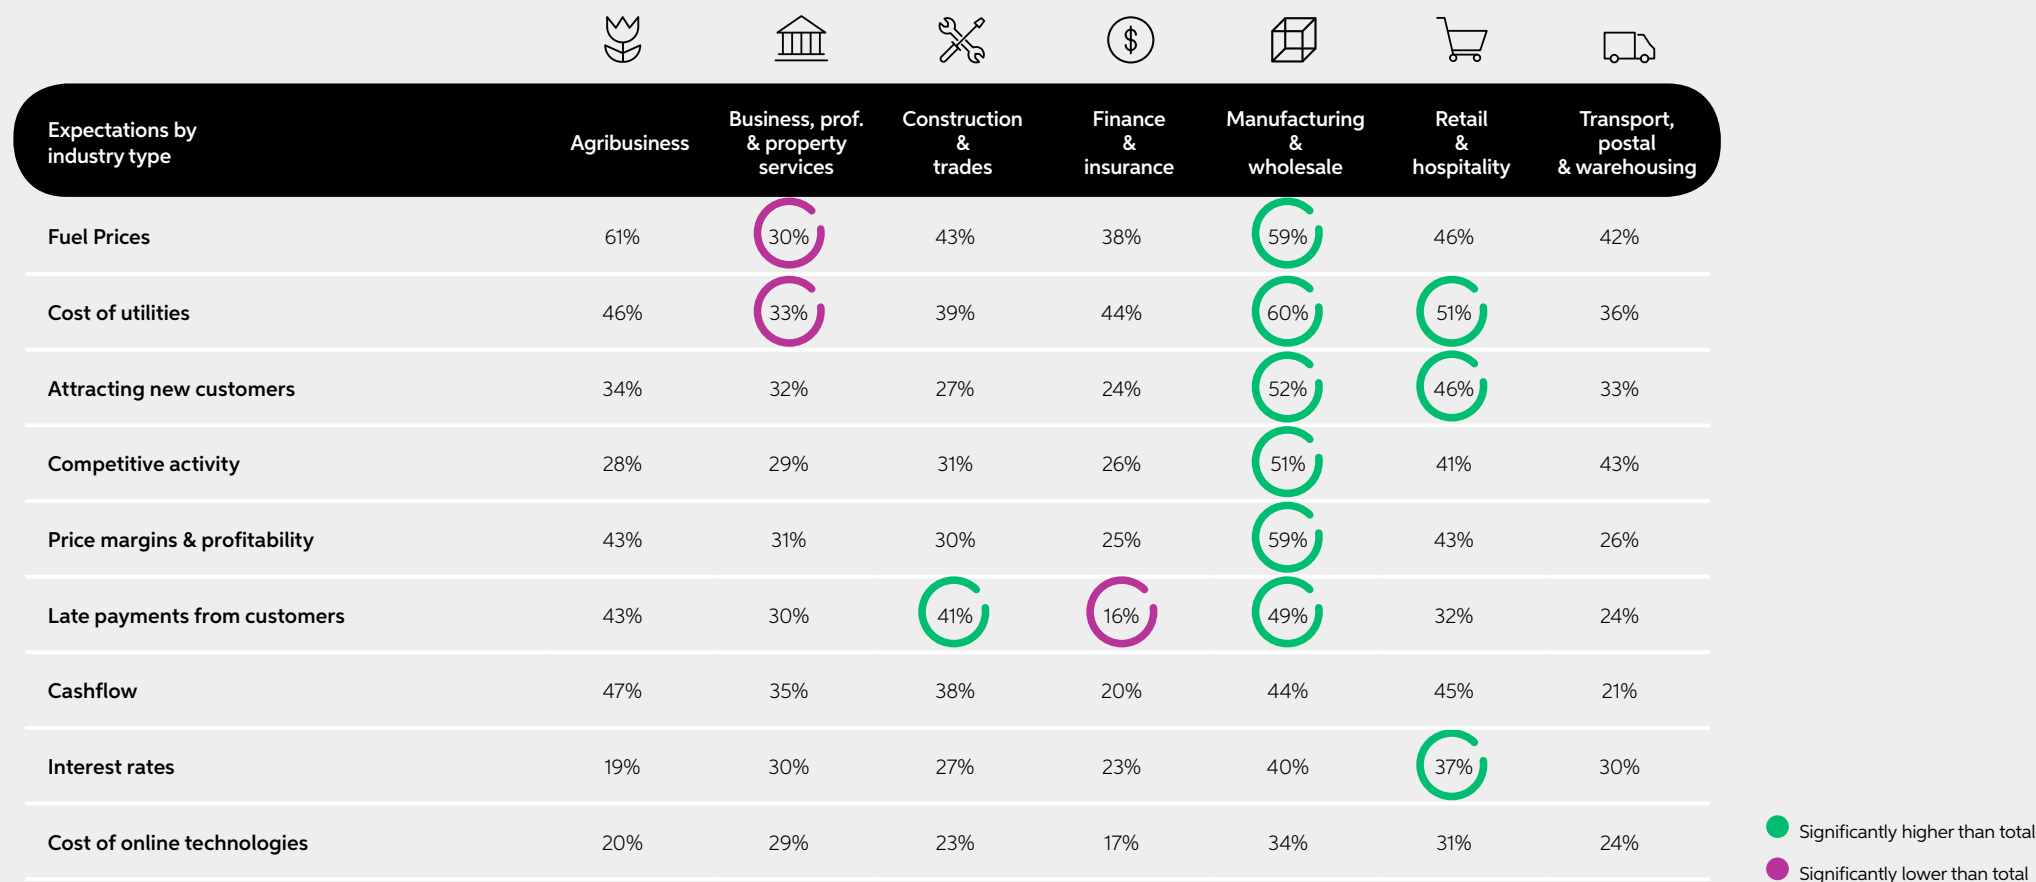 Expectations by
industry type
Agribusiness
Business, prof.
& property
services
Construction
&
trades
Finance
&
insurance
Manufacturing
&
wholesale
Retail
&
hospitality
Transport,
postal
& warehousing
Fuel Prices 61% 30% 43% 38% 59% 46% 42%
Cost of utilities 46% 33% 39% 44% 60% 51% 36%
Attracting new customers 34% 32% 27% 24% 52% 46% 33%
Competitive activity 28% 29% 31% 26% 51% 41% 43%
Price margins & profitability 43% 31% 30% 25% 59% 43% 26%
Late payments from customers 43% 30% 41% 16% 49% 32% 24%
Cashflow 47% 35% 38% 20% 44% 45% 21%
Interest rates 19% 30% 27% 23% 40% 37% 30%
Cost of online technologies 20% 29% 23% 17% 34% 31% 24%
Significantly higher than total
Significantly lower than total